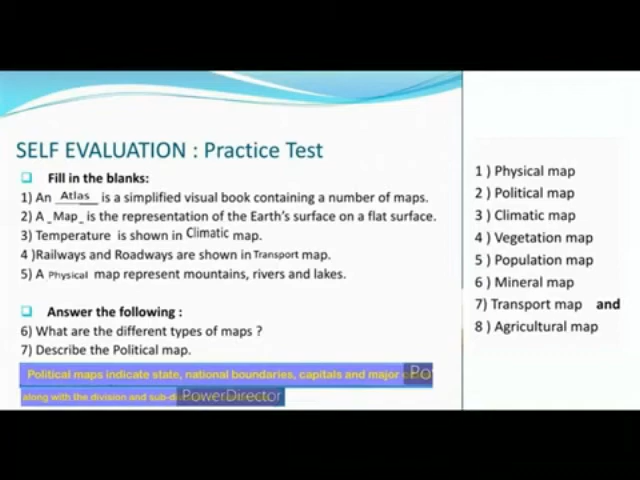 SELF EVALUATION : Practice Test
Fill in the blanks:
1) An Atlas is a simplified visual book containing a number of maps.
2) A Map is the representation of the Earth's surface on a flat surface.
3) Temperature is shown in Climatic map.
4 )Railways and Roadways are shown in Transport map.
5) A Physical map represent mountains, rivers and lakes.
Answer the following :
6) What are the different types of maps ?
7) Describe the Political map.
Political maps indicate state, national boundaries, capitals and major
along with the division and
PowerDirector
1 ) Physical map
2 ) Political map
3 ) Climatic map
4 ) Vegetation map
5 ) Population map
6 ) Mineral map
7) Transport map and
8 ) Agricultural map